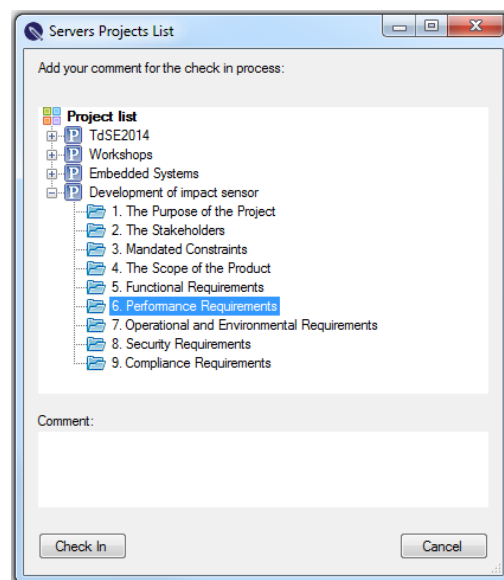 Servers Projects List
Add your comment for the check in process:
Project list
P TdSE2014
P Workshops
P Embedded Systems
P Development of impact sensor
1. The Purpose of the Project
2. The Stakeholders
3. Mandated Constraints
4. The Scope of the Product
5. Functional Requirements
6. Performance Requirements
7. Operational and Environmental Requirements
8. Security Requirements
9. Compliance Requirements
Comment:
Check In Cancel